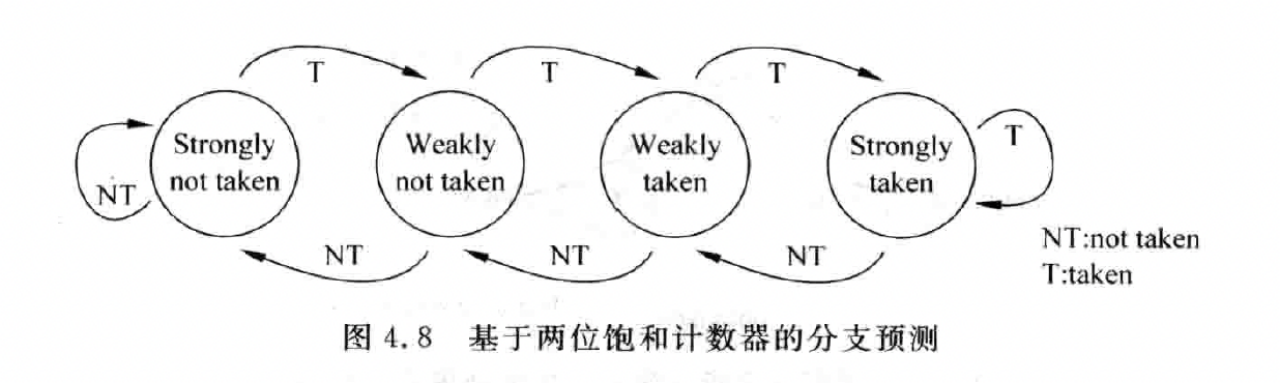 T
T
T
Strongly
not taken
Weakly
not taken
Weakly
taken
Strongly
taken
T
NT
NT
NT
NT
NT:not taken
T:taken
图 4.8 基于两位饱和计数器的分支预测